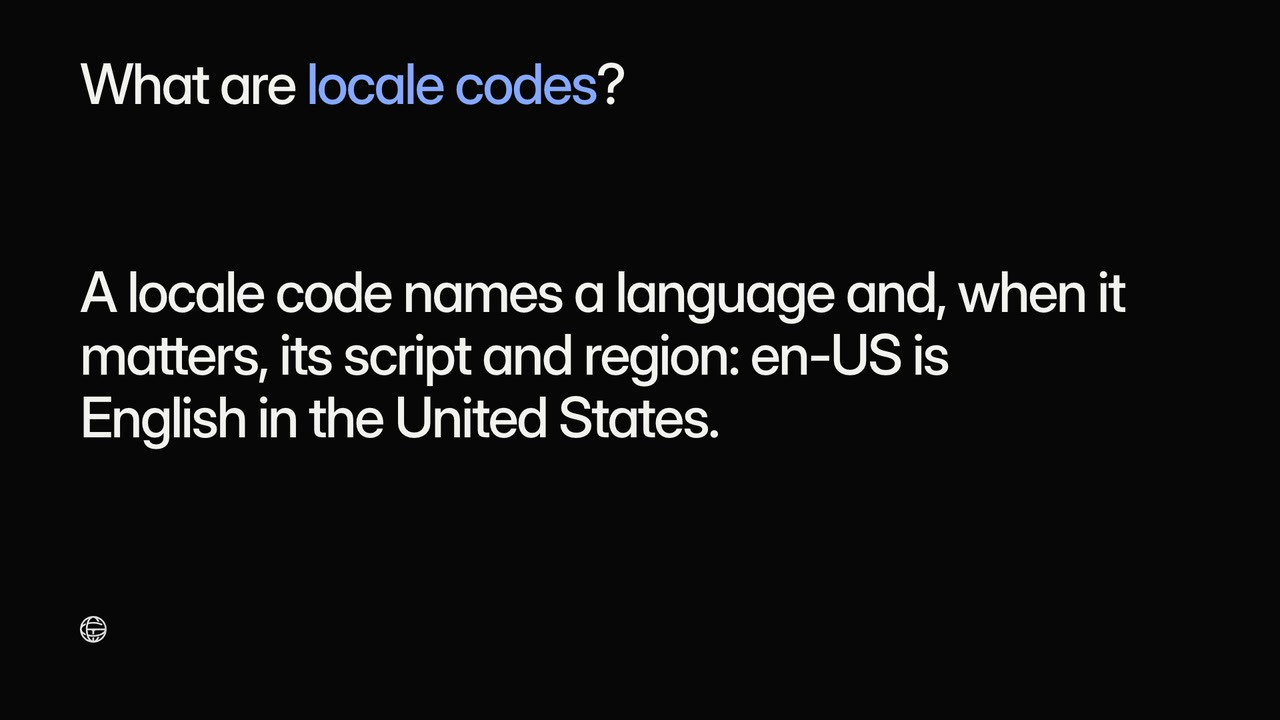 What are locale codes?
A locale code names a language and, when it
matters, its script and region: en-US is
English in the United States.